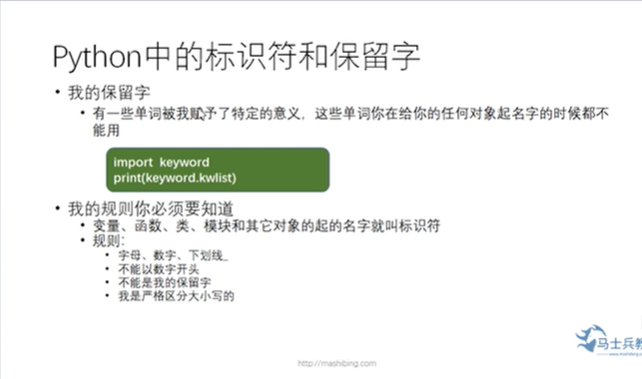 Python中的标识符和保留字
• 我的保留字
• 有一些单词被我赋予了特定的意义，这些单词你在给你的任何对象起名字的时候都不
能用
import keyword
print(keyword.kwlist)
• 我的规则你必须要知道
• 变量、函数、类、模块和其它对象的起的名字就叫标识符
• 规则：
• 字母、数字、下划线_
• 不能以数字开头
• 不能是我的保留字
• 我是严格区分大小写的
马士兵教
http://mashibing.com